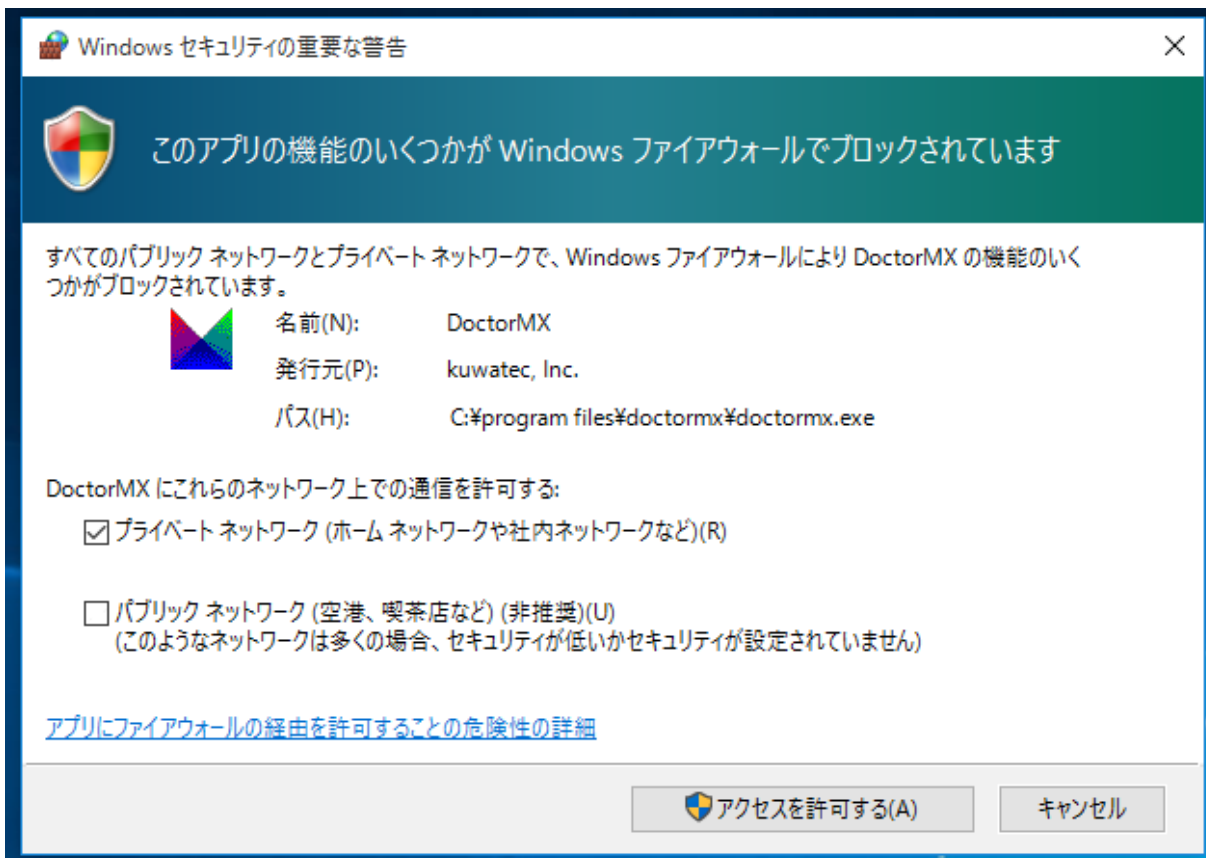 Windows セキュリティの重要な警告
このアプリの機能のいくつかが Windows ファイアウォールでブロックされています
すべてのパブリック ネットワークとプライベート ネットワークで、Windows ファイアウォールにより DoctorMX の機能のいく
つかがブロックされています。
名前(N): DoctorMX
発行元(P): kuwatec, Inc.
パス(H): C:¥program files¥doctormx¥doctormx.exe
DoctorMX にこれらのネットワーク上での通信を許可する:
プライベート ネットワーク (ホーム ネットワークや社内ネットワークなど)(R)
パブリック ネットワーク (空港、喫茶店など) (非推奨)(U)
(このようなネットワークは多くの場合、セキュリティが低いかセキュリティが設定されていません)
アプリにファイアウォールの経由を許可することの危険性の詳細
アクセスを許可する(A) キャンセル